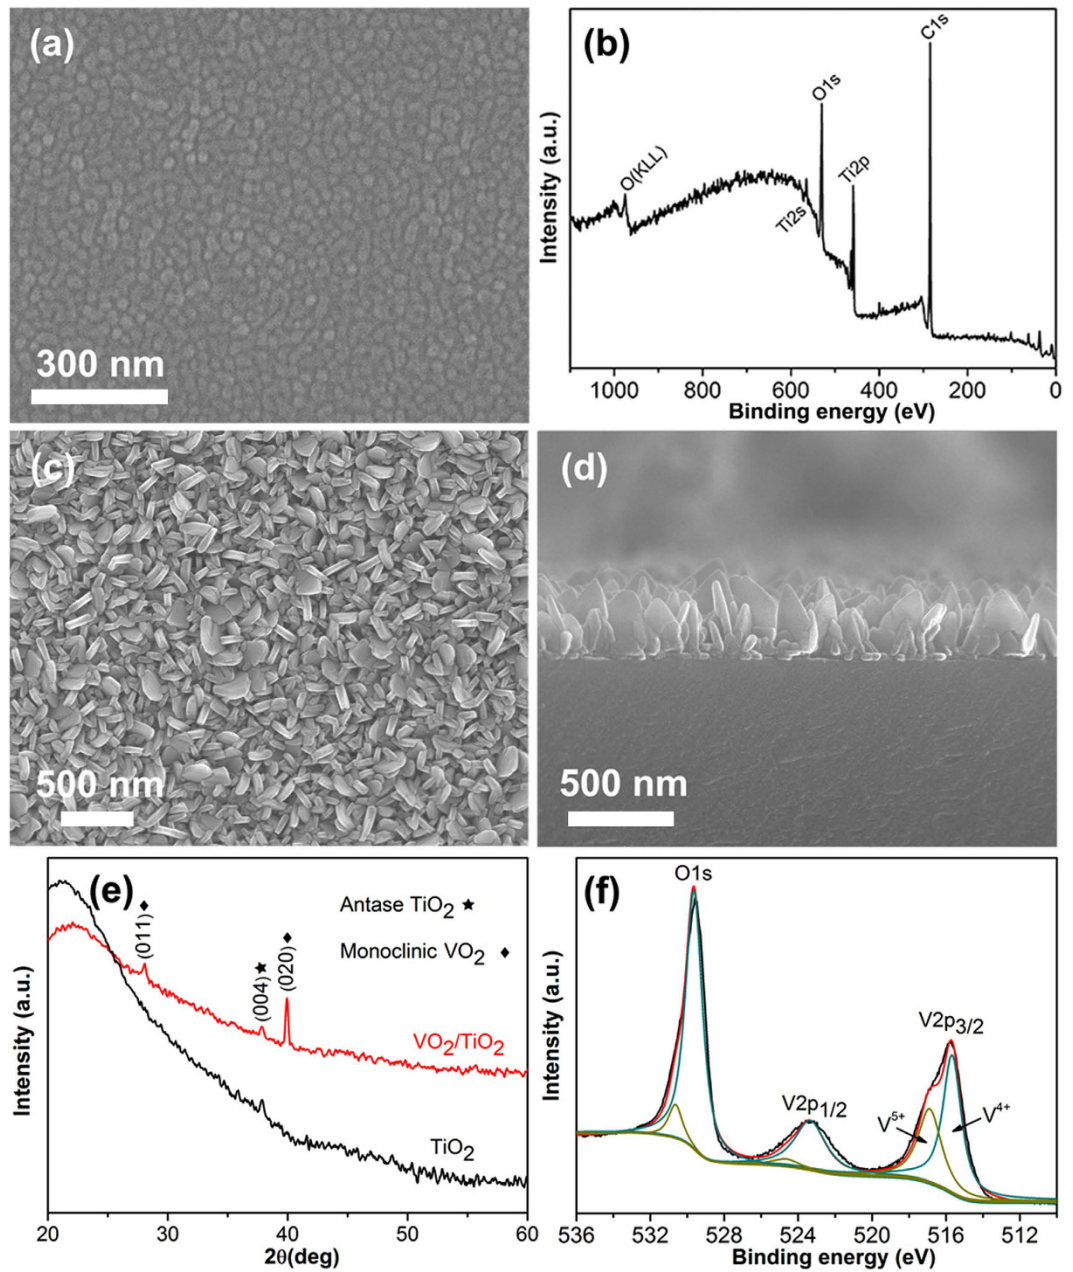 (a)
300 nm
(b)
Intensity (a.u.)
O(KLL)
Ti2s
O1s
Ti2p
C1s
1000 800 600 400 200 0
Binding energy (eV)
(c)
500 nm
(d)
500 nm
(e)
Intensity (a.u.)
(011)♦
(004)★
(020)♦
Antase TiO2 ★
Monoclinic VO2 ♦
VO2/TiO2
TiO2
20 30 40 50 60
2θ(deg)
(f)
Intensity (a.u.)
O1s
V2p1/2
V2p3/2
V5+
V4+
536 532 528 524 520 516 512
Binding energy (eV)